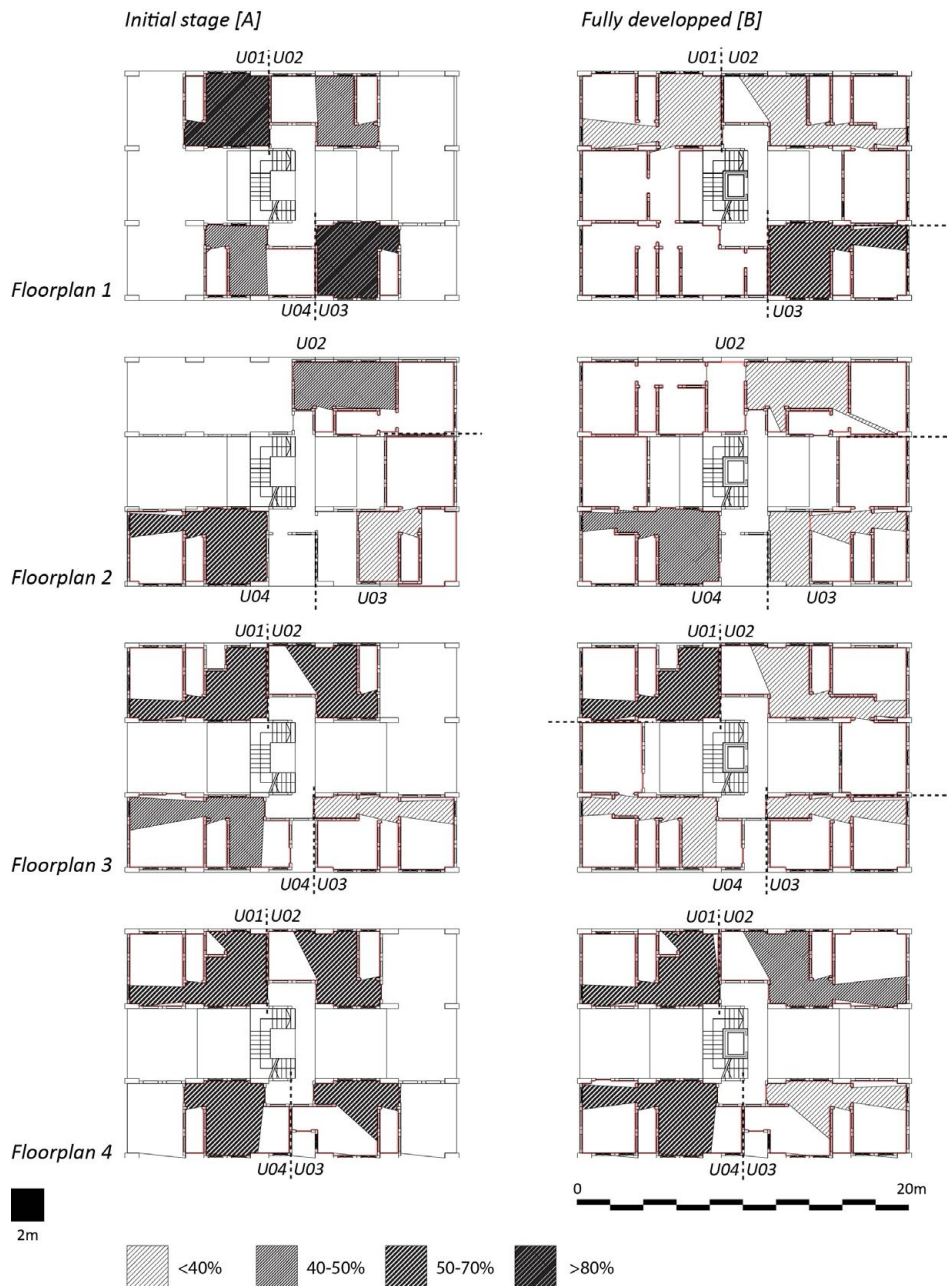 Initial stage [A]
Fully developped [B]
U01 U02
U01 U02
Floorplan 1
U04 U03
U03
U02
U02
Floorplan 2
U04
U03
U04
U03
U01 U02
U01 U02
Floorplan 3
U04 U03
U04 U03
U01 U02
U01 U02
Floorplan 4
U04 U03
U04 U03
0
20m
2m
<40%
40-50%
50-70%
>80%